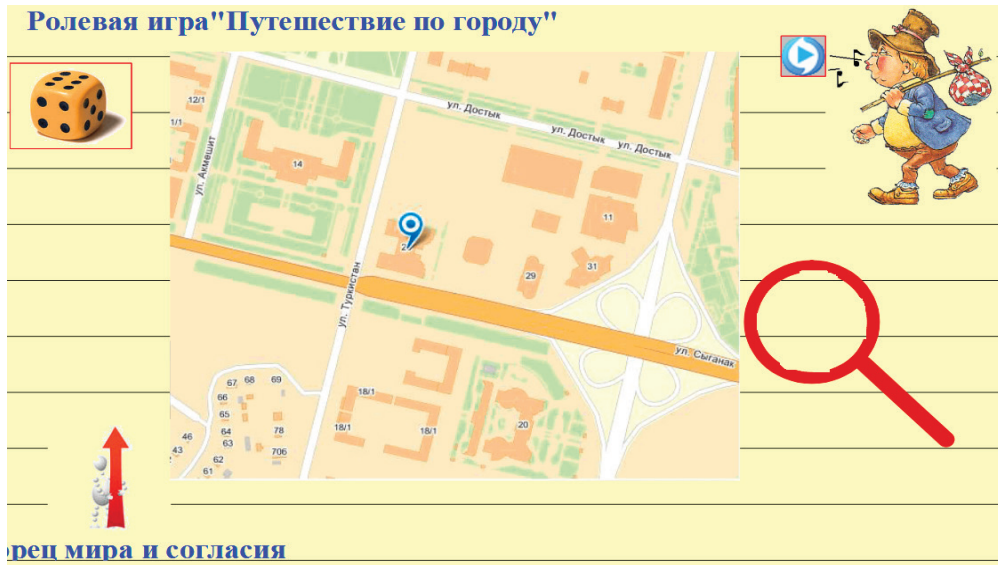 Ролевая игра"Путешествие по городу"
12/1
1/1
ул. Достык
ул. Достык
ул. Достык
ул. Акмешит
14
11
31
29
ул. Туркистан
ул. Сыганак
67
68
69
66
65
64
63
62
61
46
43
78
706
18/1
18/1
18/1
20
орец мира и согласия